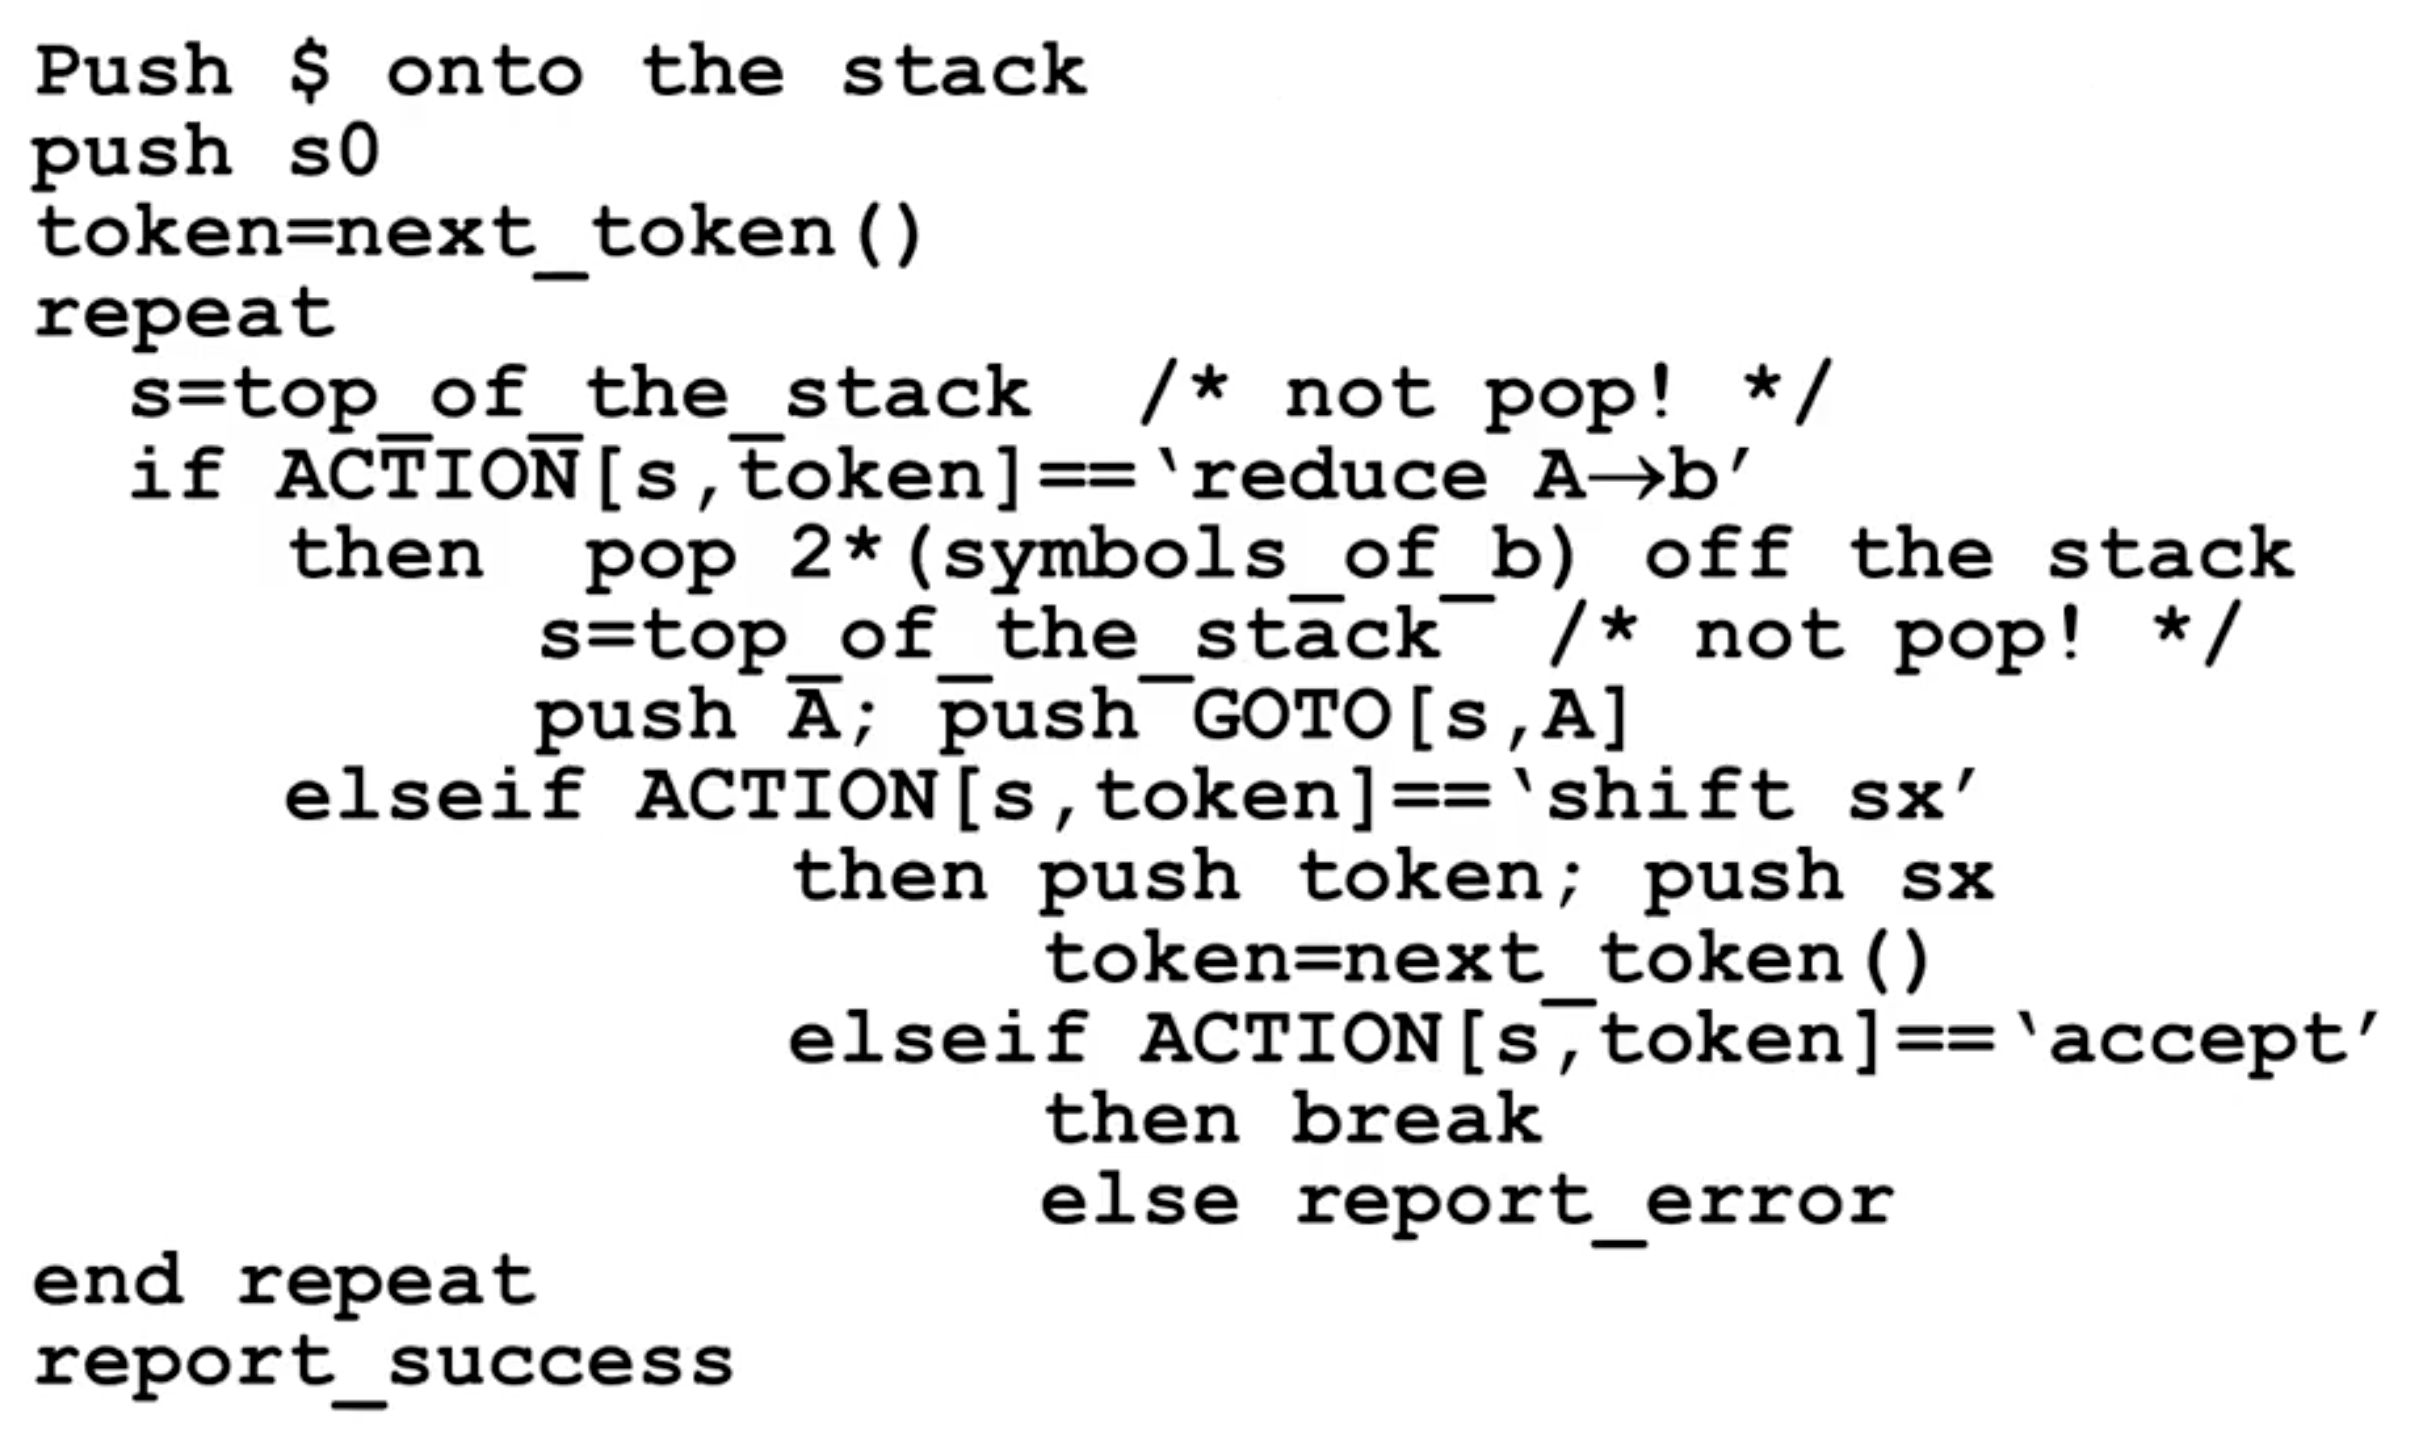 Push $ onto the stack
push s0
token=next_token()
repeat
s=top_of_the_stack /* not pop! */
if ACTION[s,token]==‘reduce A→b’
then pop 2*(symbols_of_b) off the stack
s=top_of_the_stack /* not pop! */
push A; push GOTO[s,A]
elseif ACTION[s,token]==‘shift sx’
then push token; push sx
token=next_token()
elseif ACTION[s,token]==‘accept’
then break
else report_error
end repeat
report_success